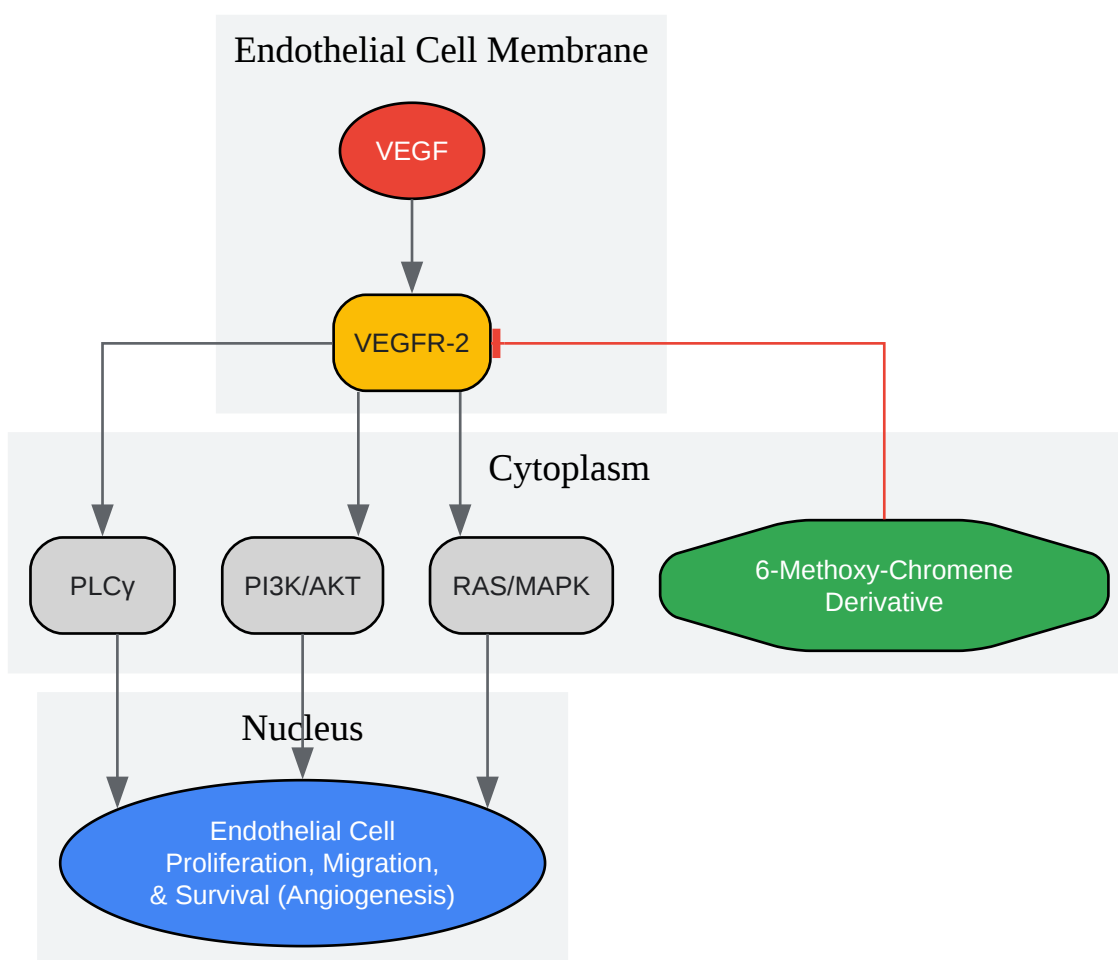 Endothelial Cell Membrane
VEGF
VEGFR-2
Cytoplasm
PLCγ
PI3K/AKT
RAS/MAPK
6-Methoxy-Chromene
Derivative
Nucleus
Endothelial Cell
Proliferation, Migration,
& Survival (Angiogenesis)